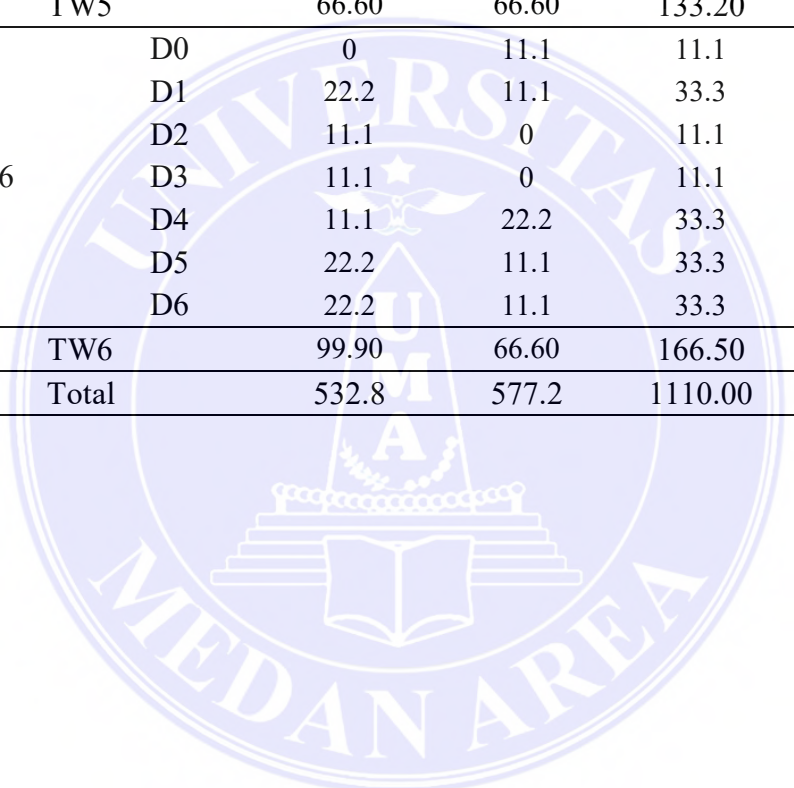 TW5 66.60 66.60 133.20
D0 0 11.1 11.1
D1 22.2 11.1 33.3
D2 11.1 0 11.1
6 D3 11.1 0 11.1
D4 11.1 22.2 33.3
D5 22.2 11.1 33.3
D6 22.2 11.1 33.3
TW6 99.90 66.60 166.50
Total 532.8 577.2 1110.00
UNIVERSITAS
UMA
MEDAN AREA